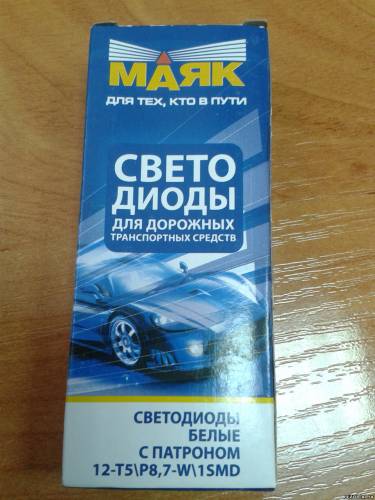 МАЯК
ДЛЯ ТЕХ, КТО В ПУТИ
СВЕТО
ДИОДЫ
ДЛЯ ДОРОЖНЫХ
ТРАНСПОРТНЫХ СРЕДСТВ
СВЕТОДИОДЫ
БЕЛЫЕ
С ПАТРОНОМ
12-T5\P8,7-W\1SMD